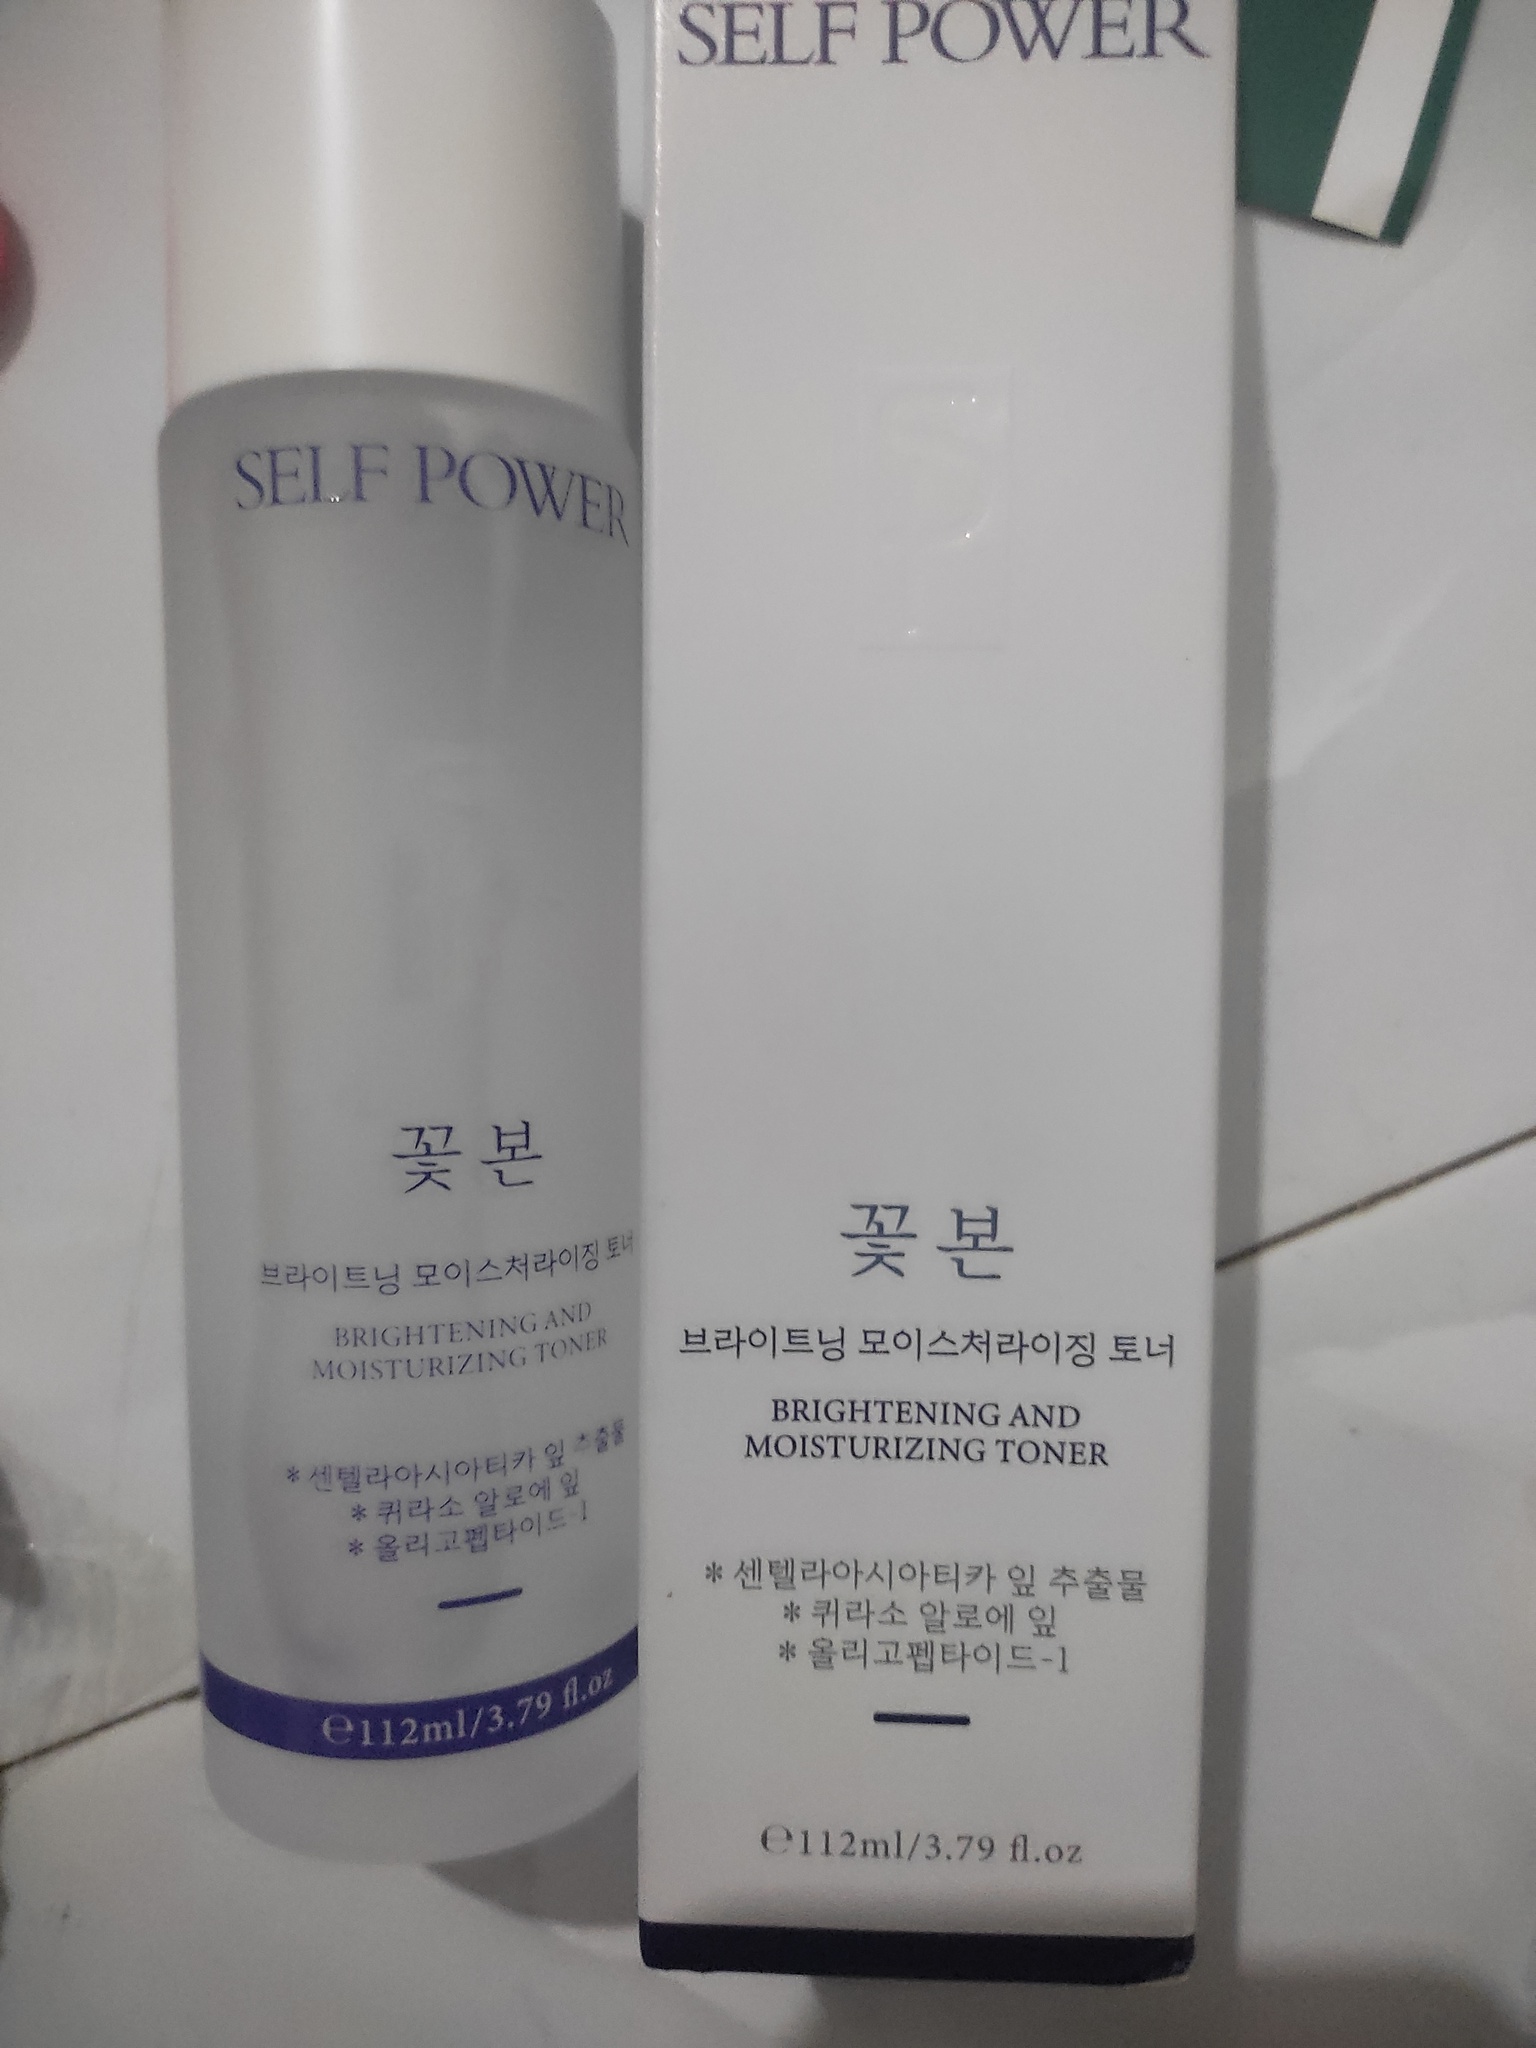 SELF POWER
꽃 본
브라이트닝 모이스처라이징 토너
BRIGHTENING AND
MOISTURIZING TONER
* 센텔라아시아티카 잎 추출물
* 퀴라소 알로에 잎
* 올리고펩타이드-1
℮112ml/3.79 fl.oz
SELF POWER
꽃 본
브라이트닝 모이스처라이징 토너
BRIGHTENING AND
MOISTURIZING TONER
* 센텔라아시아티카 잎 추출물
* 퀴라소 알로에 잎
* 올리고펩타이드-1
℮112ml/3.79 fl.oz